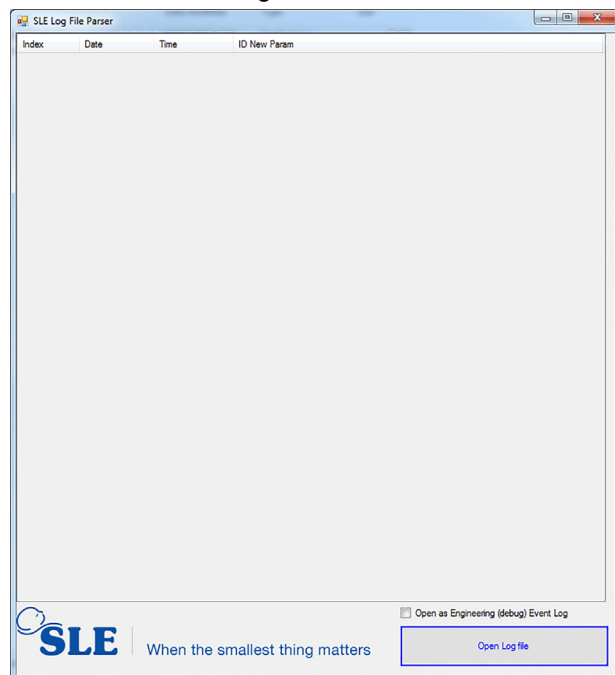 SLE Log File Parser
Index Date Time ID New Param
Open as Engineering (debug) Event Log
SLE
When the smallest thing matters
Open Log file